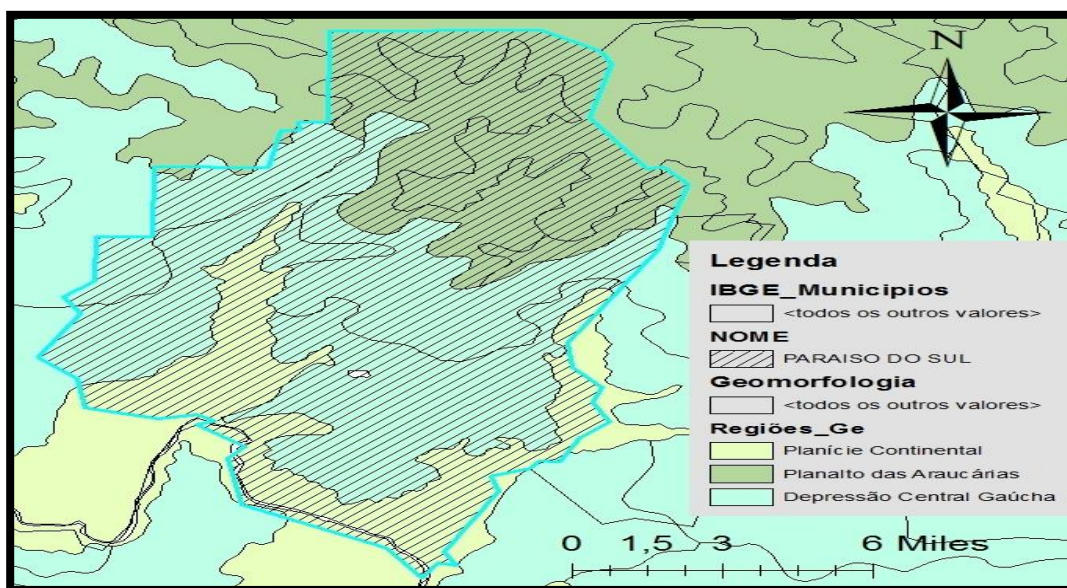 N
Legenda
IBGE_Municipios
<todos os outros valores>
NOME
PARAISO DO SUL
Geomorfologia
<todos os outros valores>
Regiões_Ge
Planície Continental
Planalto das Araucárias
Depressão Central Gaúcha
0 1,5 3 6 Miles